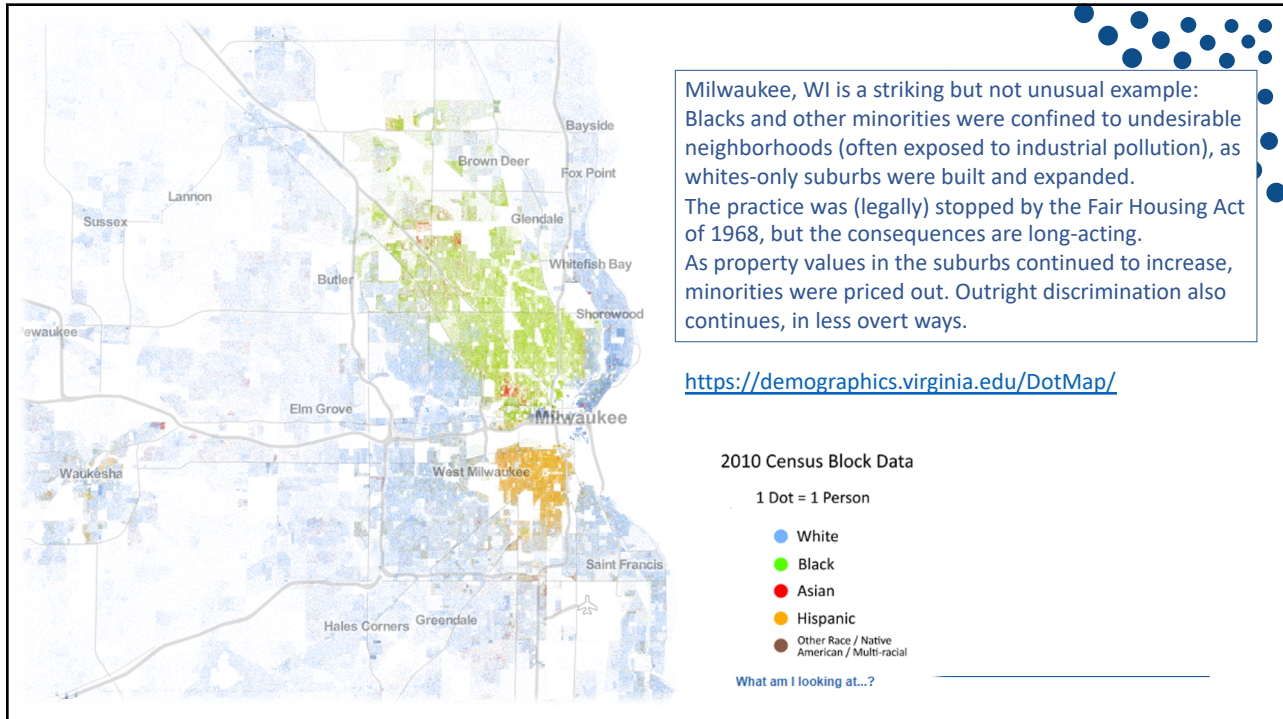 Milwaukee, WI is a striking but not unusual example:
Blacks and other minorities were confined to undesirable
neighborhoods (often exposed to industrial pollution), as
whites-only suburbs were built and expanded.
The practice was (legally) stopped by the Fair Housing Act
of 1968, but the consequences are long-acting.
As property values in the suburbs continued to increase,
minorities were priced out. Outright discrimination also
continues, in less overt ways.
https://demographics.virginia.edu/DotMap/
2010 Census Block Data
1 Dot = 1 Person
White
Black
Asian
Hispanic
Other Race / Native
American / Multi-racial
What am I looking at...?
Bayside
Brown Deer
Fox Point
Lannon
Sussex
Glendale
Whitefish Bay
Butler
Shorewood
ewaukee
Elm Grove
Milwaukee
Waukesha
West Milwaukee
Saint Francis
Hales Corners
Greendale